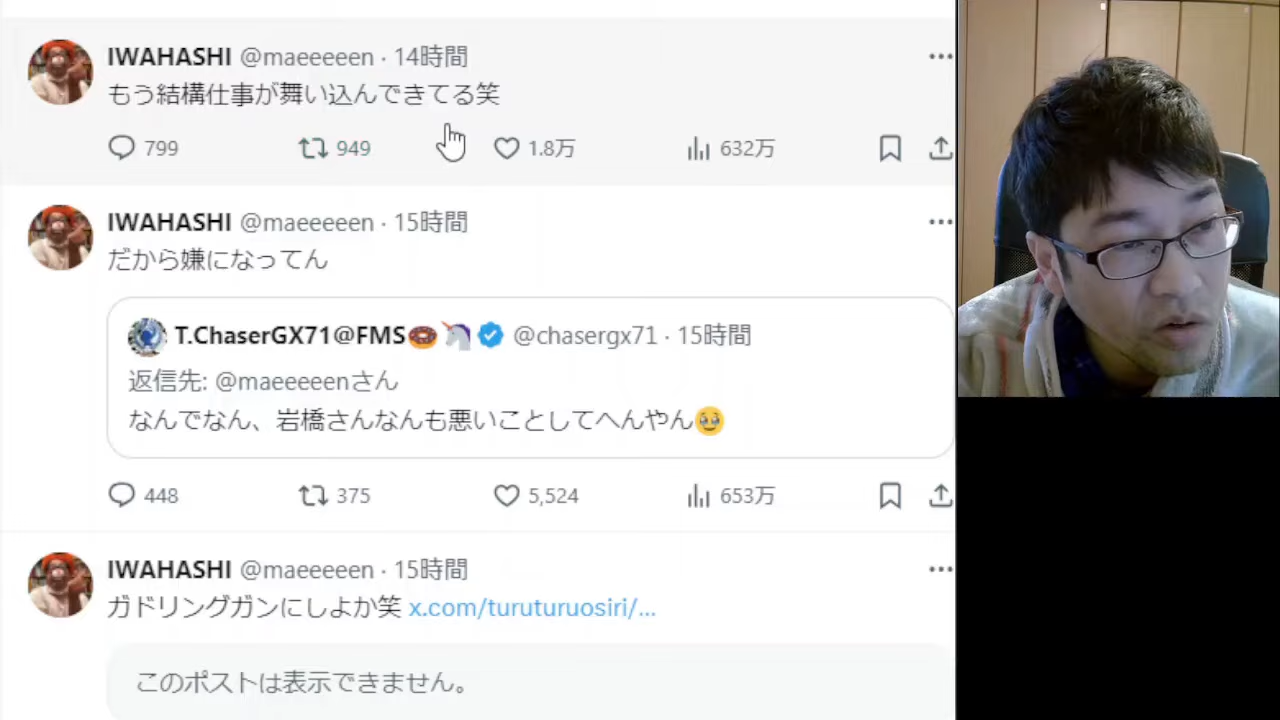 IWAHASHI @maeeeeen · 14時間
もう結構仕事が舞い込んできてる笑
799 949 1.8万 632万
IWAHASHI @maeeeeen · 15時間
だから嫌になってん
T.ChaserGX71@FMS🍩🦄 @chasergx71 · 15時間
返信先: @maeeeeenさん
なんでなん、岩橋さんなんも悪いことしてへんやん🥹
448 375 5,524 653万
IWAHASHI @maeeeeen · 15時間
ガドリングガンにしよか笑 x.com/turuturuosiri/...
このポストは表示できません。